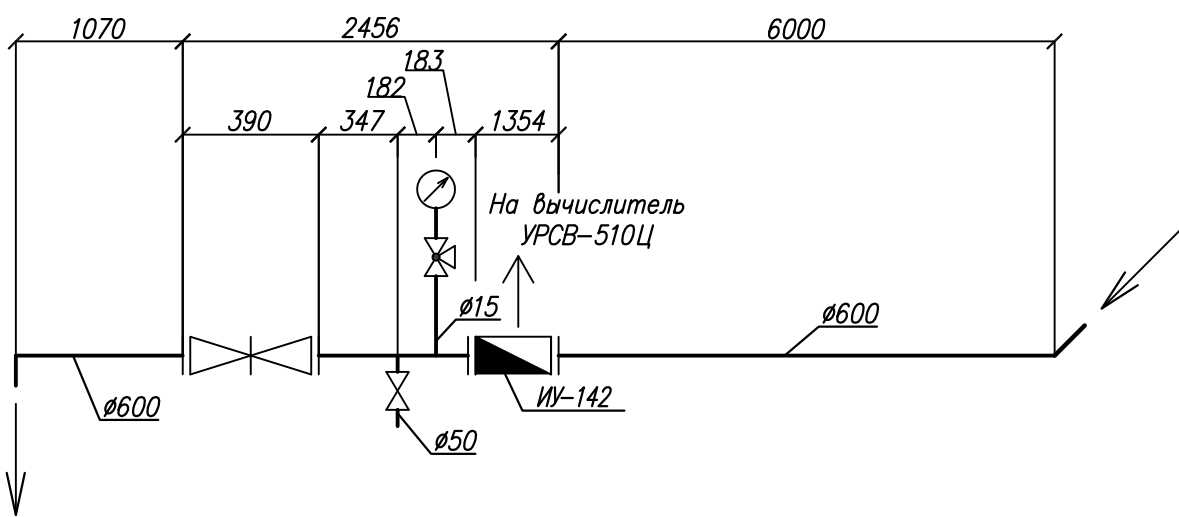 1070
2456
6000
183
182
390
347
1354
На вычислитель
УРСВ-510Ц
ø15
ø600
ИУ-142
ø600
ø50